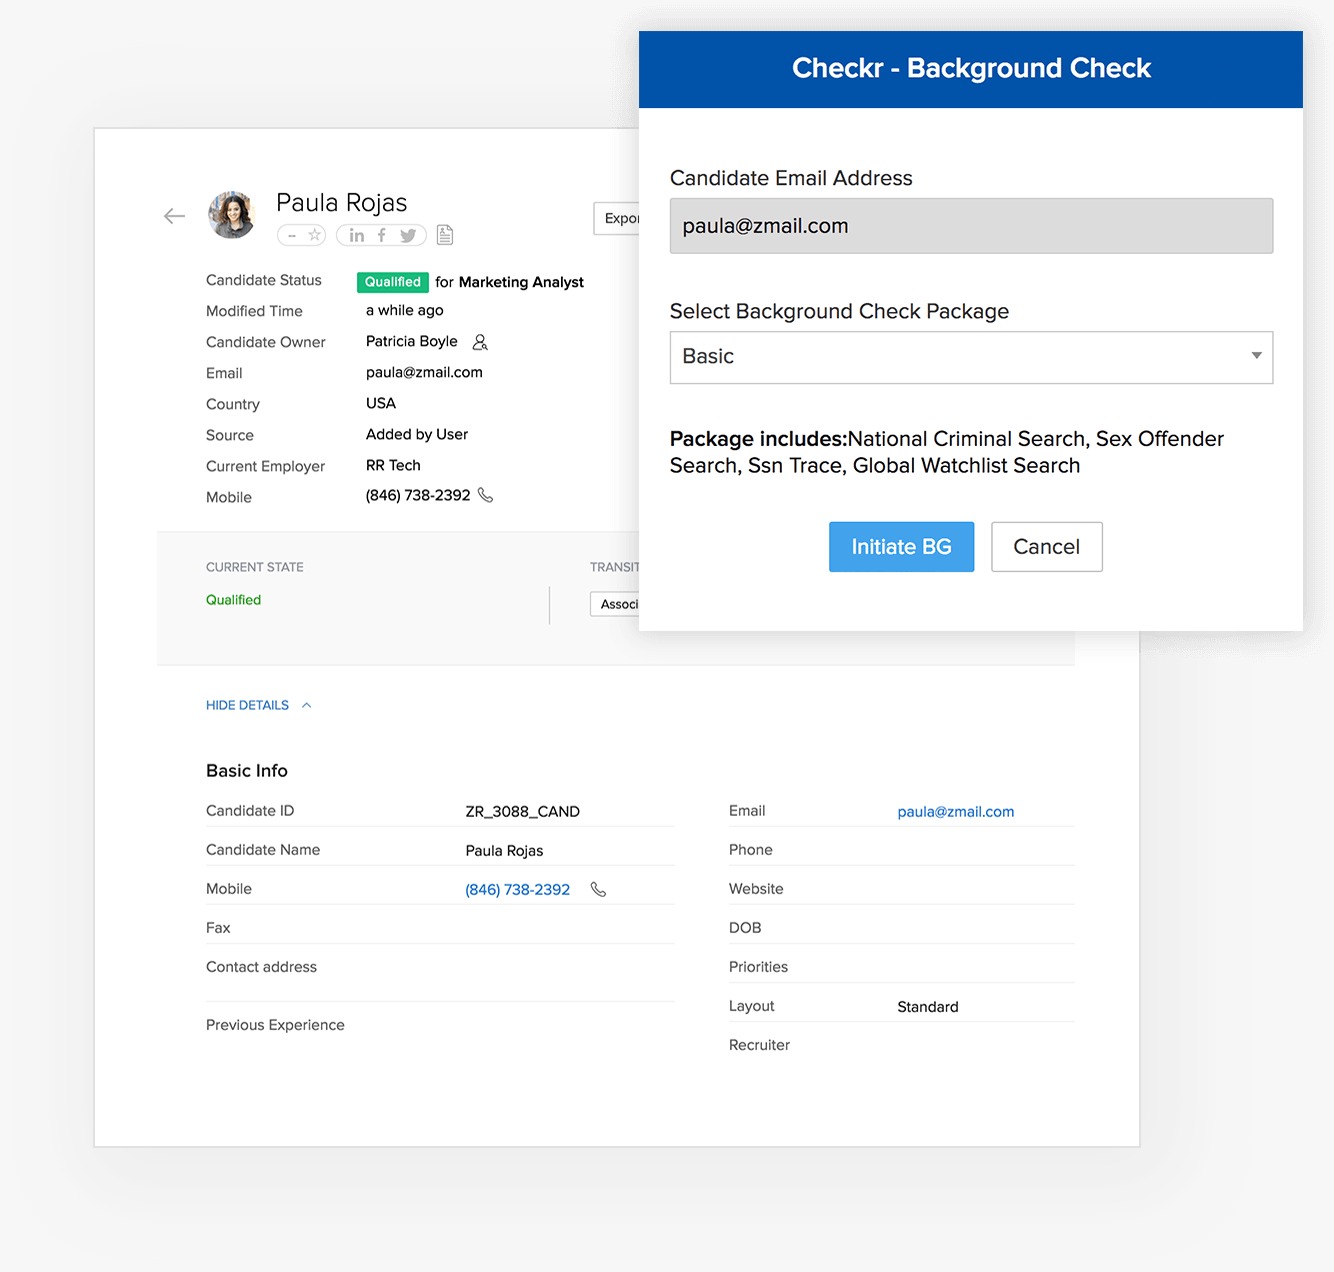 Checkr - Background Check
Candidate Email Address
paula@zmail.com
Select Background Check Package
Basic
Package includes:National Criminal Search, Sex Offender
Search, Ssn Trace, Global Watchlist Search
Initiate BG
Cancel
Paula Rojas
--
in
Candidate Status Qualified for Marketing Analyst
Modified Time a while ago
Candidate Owner Patricia Boyle
Email paula@zmail.com
Country USA
Source Added by User
Current Employer RR Tech
Mobile (846) 738-2392
CURRENT STATE
Qualified
HIDE DETAILS
Basic Info
Candidate ID ZR_3088_CAND
Candidate Name Paula Rojas
Mobile (846) 738-2392
Fax
Contact address
Previous Experience
Email paula@zmail.com
Phone
Website
DOB
Priorities
Layout Standard
Recruiter